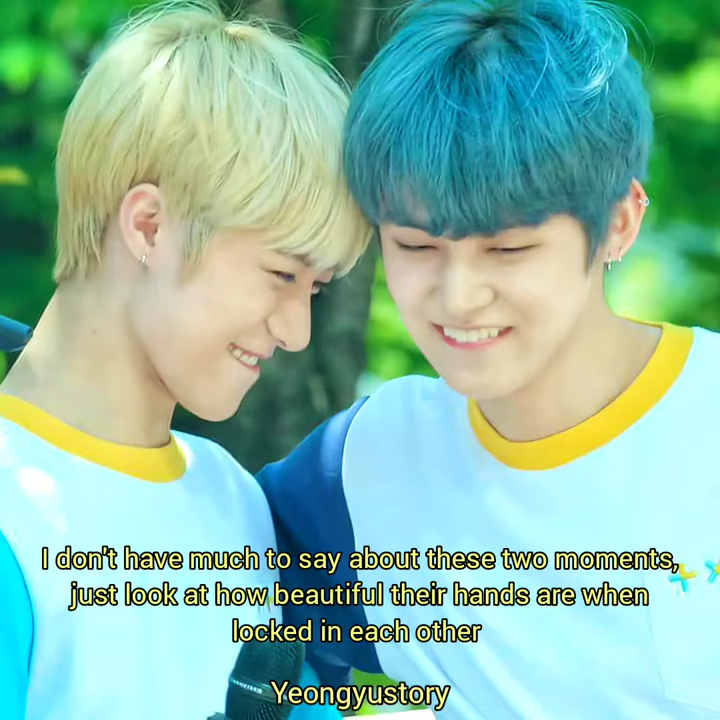 I don't have much to say about these two moments,
just look at how beautiful their hands are when
locked in each other
Yeongyustory